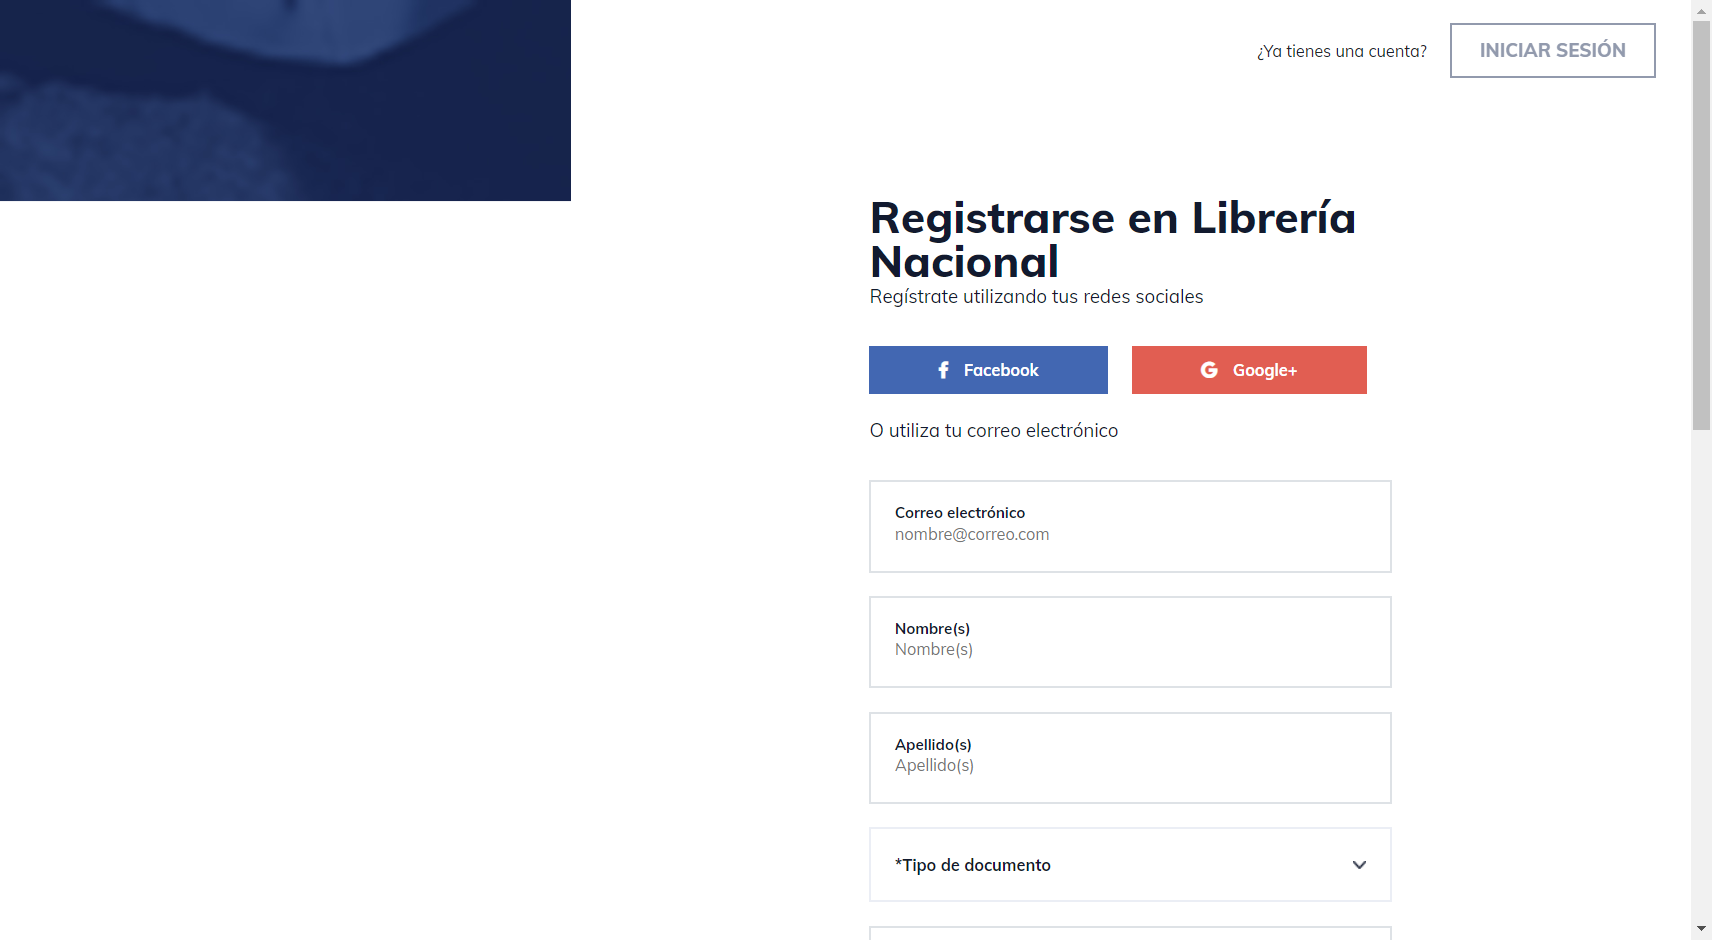 ¿Ya tienes una cuenta?
INICIAR SESIÓN
Registrarse en Librería
Nacional
Regístrate utilizando tus redes sociales
Facebook
Google+
O utiliza tu correo electrónico
Correo electrónico
nombre@correo.com
Nombre(s)
Nombre(s)
Apellido(s)
Apellido(s)
*Tipo de documento